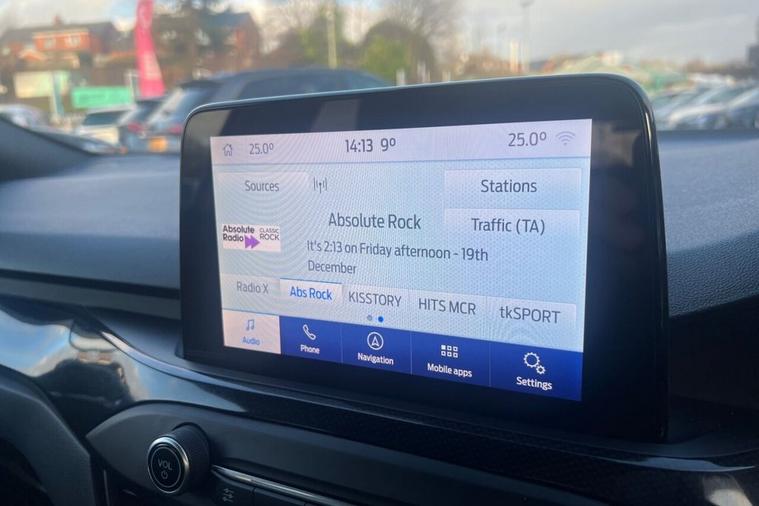 25.0°
14:13 9°
25.0°
Sources
Stations
Absolute Rock
Traffic (TA)
Absolute Radio
CLASSIC ROCK
It's 2:13 on Friday afternoon - 19th
December
Radio X
Abs Rock
KISSTORY
HITS MCR
tkSPORT
Audio
Phone
Navigation
Mobile apps
Settings
VOL